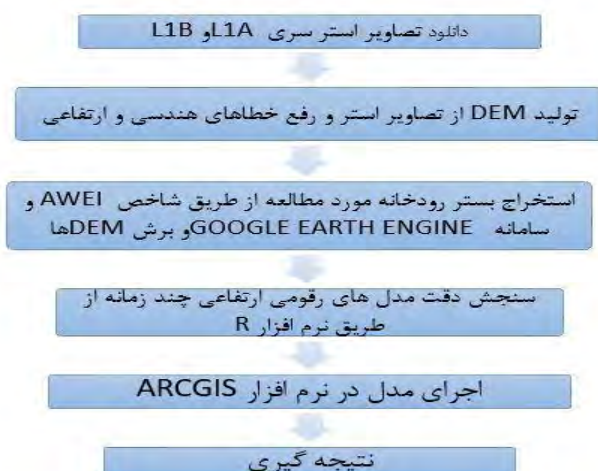 دانلود تصاویر استر سری L1A و L1B
تولید DEM از تصاویر استر و رفع خطاهای هندسی و ارتفاعی
استخراج بستر رودخانه مورد مطالعه از طریق شاخص AWEI و
سامانه GOOGLE EARTH ENGINE و برش DEMها
سنجش دقت مدل های رقومی ارتفاعی چند زمانه از
طریق نرم افزار R
اجرای مدل در نرم افزار ARCGIS
نتیجه گیری